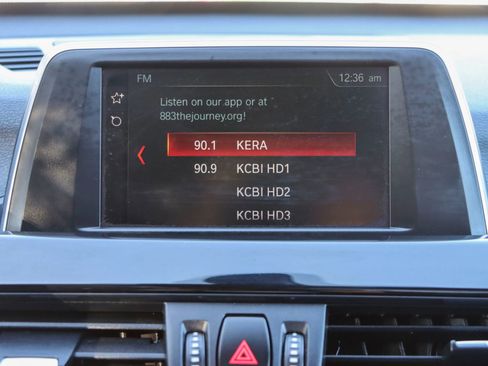 FM 12:36 am
Listen on our app or at
883thejourney.org!
90.1 KERA
90.9 KCBI HD1
KCBI HD2
KCBI HD3